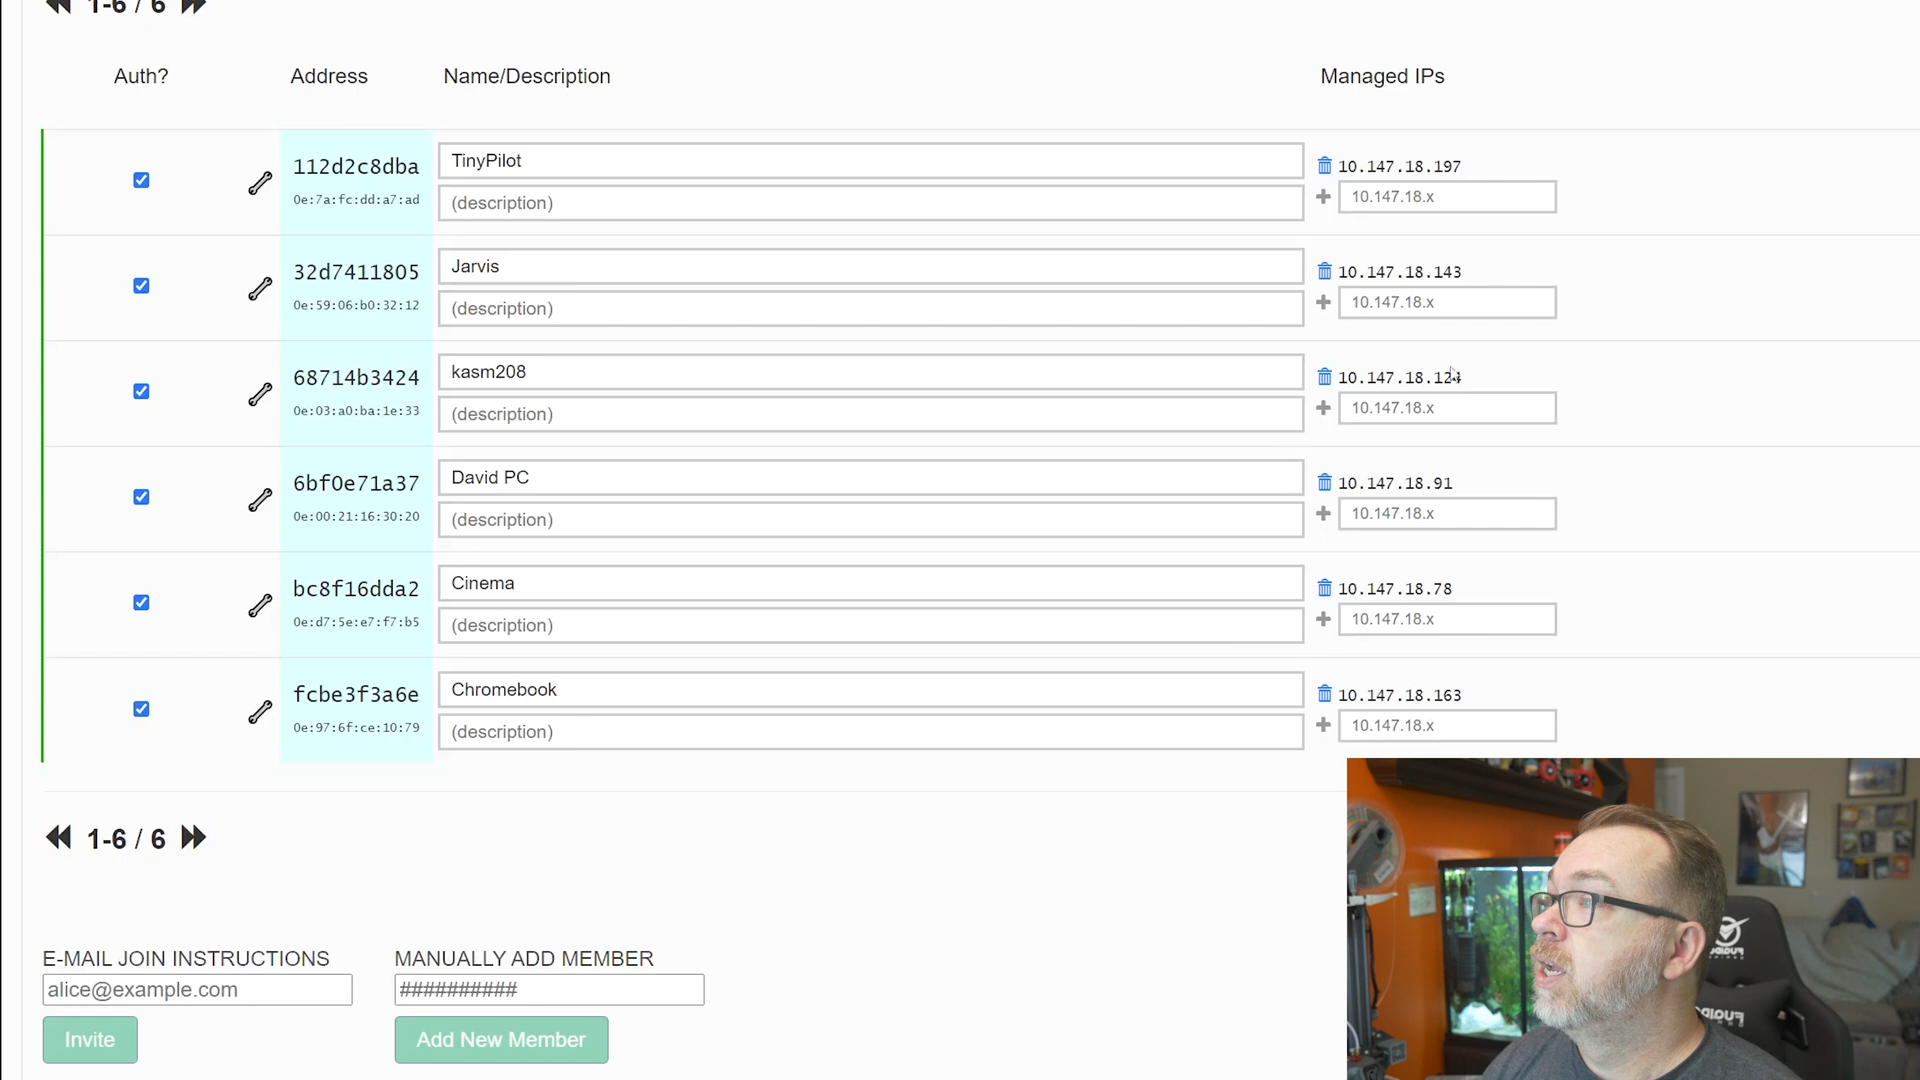 1-6 / 6
Auth? Address Name/Description Managed IPs
112d2c8dba TinyPilot 10.147.18.197
0e:7a:fc:dd:a7:ad (description) 10.147.18.x
32d7411805 Jarvis 10.147.18.143
0e:59:06:b0:32:12 (description) 10.147.18.x
68714b3424 kasm208 10.147.18.124
0e:03:a0:ba:1e:33 (description) 10.147.18.x
6bf0e71a37 David PC 10.147.18.91
0e:00:21:16:30:20 (description) 10.147.18.x
bc8f16dda2 Cinema 10.147.18.78
0e:d7:5e:e7:f7:b5 (description) 10.147.18.x
fcbe3f3a6e Chromebook 10.147.18.163
0e:97:6f:ce:10:79 (description) 10.147.18.x
1-6 / 6
E-MAIL JOIN INSTRUCTIONS MANUALLY ADD MEMBER
alice@example.com ##########
Invite Add New Member